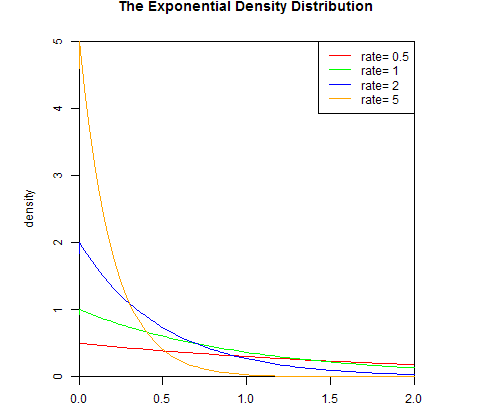 The Exponential Density Distribution
rate= 0.5
rate= 1
rate= 2
rate= 5
density
5
4
3
2
1
0
0.0 0.5 1.0 1.5 2.0